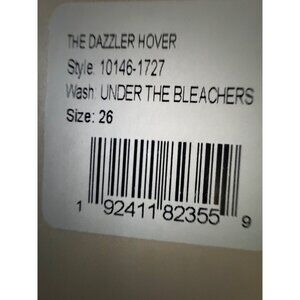 THE DAZZLER HOVER
Style: 10146-1727
Wash: UNDER THE BLEACHERS
Size: 26
1 92411 82355 9